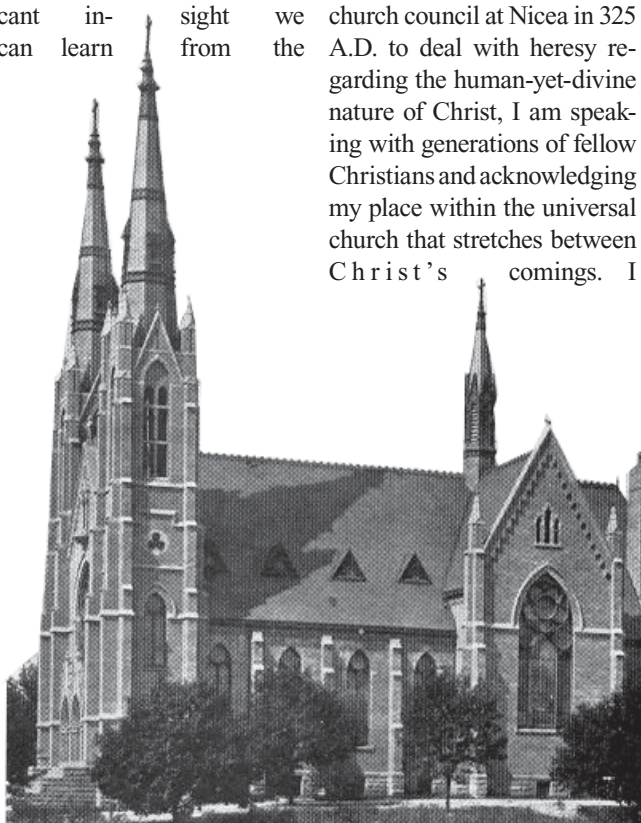 cant in- sight we
can learn from the
church council at Nicea in 325
A.D. to deal with heresy re-
garding the human-yet-divine
nature of Christ, I am speak-
ing with generations of fellow
Christians and acknowledging
my place within the universal
church that stretches between
Christ’s comings. I